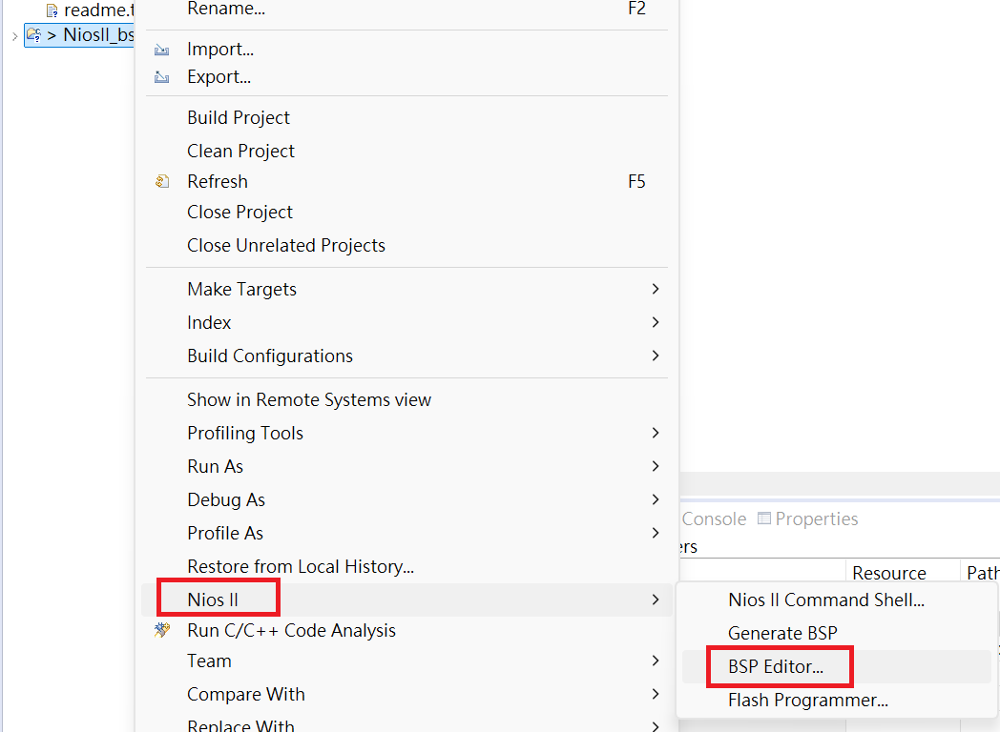 readme.t
> NiosII_bs
Rename... F2
Import...
Export...
Build Project
Clean Project
Refresh F5
Close Project
Close Unrelated Projects
Make Targets
Index
Build Configurations
Show in Remote Systems view
Profiling Tools
Run As
Debug As
Profile As
Restore from Local History...
Nios II
Run C/C++ Code Analysis
Team
Compare With
Replace With
Console Properties
ers
Resource Path
Nios II Command Shell...
Generate BSP
BSP Editor...
Flash Programmer...